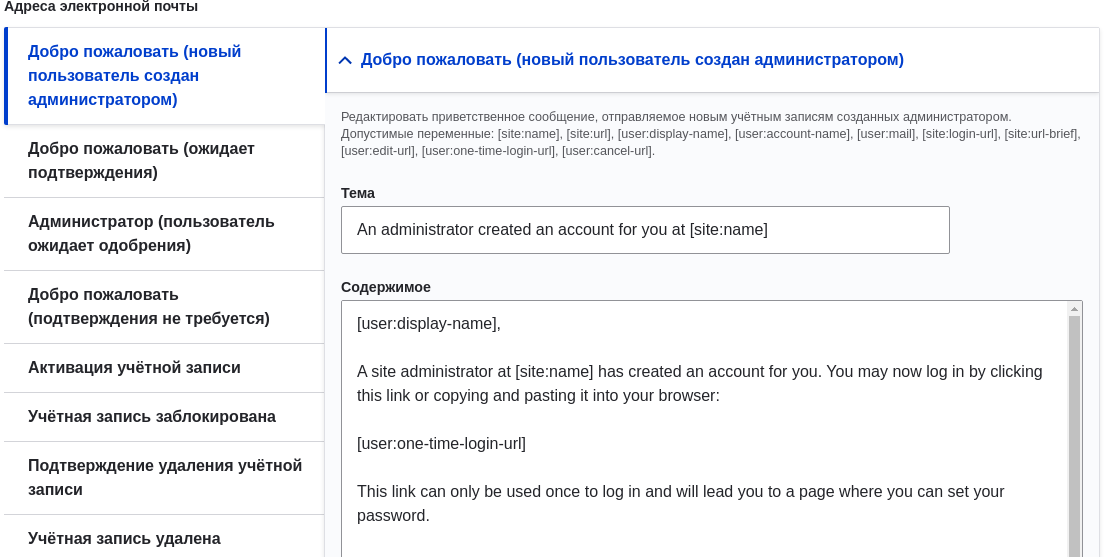 Адреса электронной почты
Добро пожаловать (новый
пользователь создан
администратором)
Добро пожаловать (ожидает
подтверждения)
Администратор (пользователь
ожидает одобрения)
Добро пожаловать
(подтверждения не требуется)
Активация учётной записи
Учётная запись заблокирована
Подтверждение удаления учётной
записи
Учётная запись удалена
Добро пожаловать (новый пользователь создан администратором)
Редактировать приветственное сообщение, отправляемое новым учётным записям созданных администратором.
Допустимые переменные: [site:name], [site:url], [user:display-name], [user:account-name], [user:mail], [site:login-url], [site:url-brief],
[user:edit-url], [user:one-time-login-url], [user:cancel-url].
Тема
An administrator created an account for you at [site:name]
Содержимое
[user:display-name],
A site administrator at [site:name] has created an account for you. You may now log in by clicking
this link or copying and pasting it into your browser:
[user:one-time-login-url]
This link can only be used once to log in and will lead you to a page where you can set your
password.